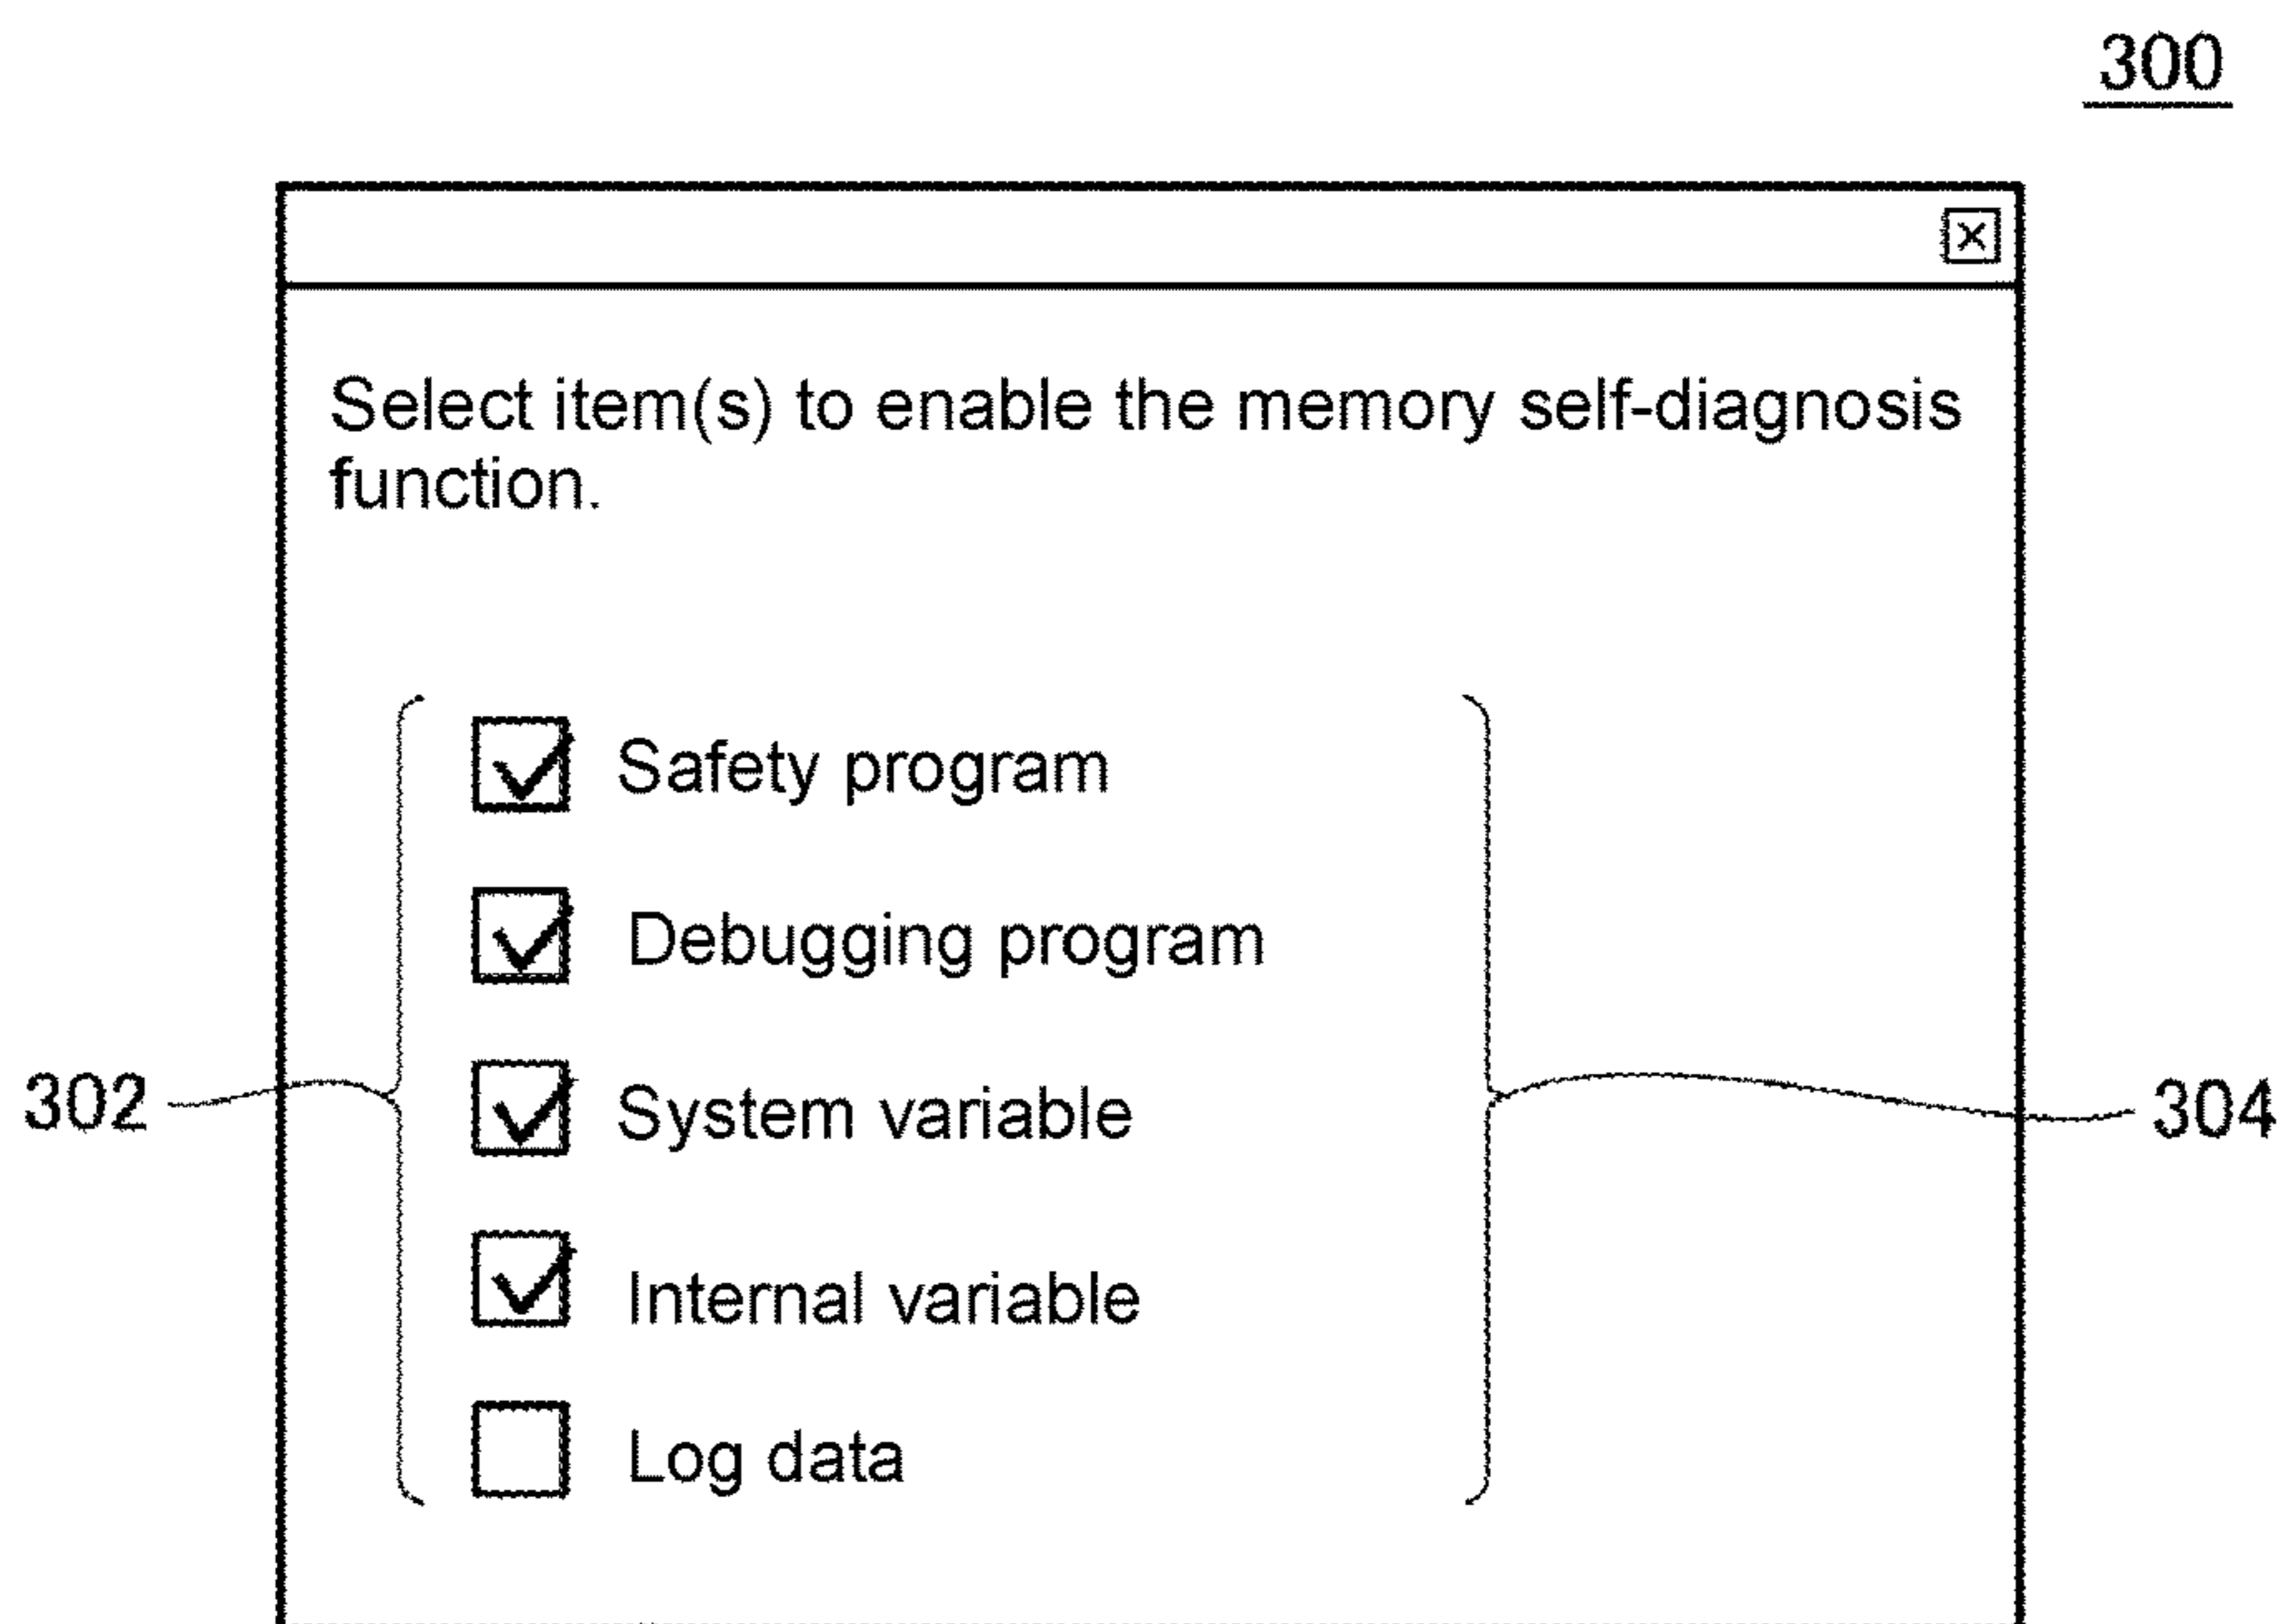 300
Select item(s) to enable the memory self-diagnosis
function.
Safety program
Debugging program
System variable
302
304
Internal variable
Log data